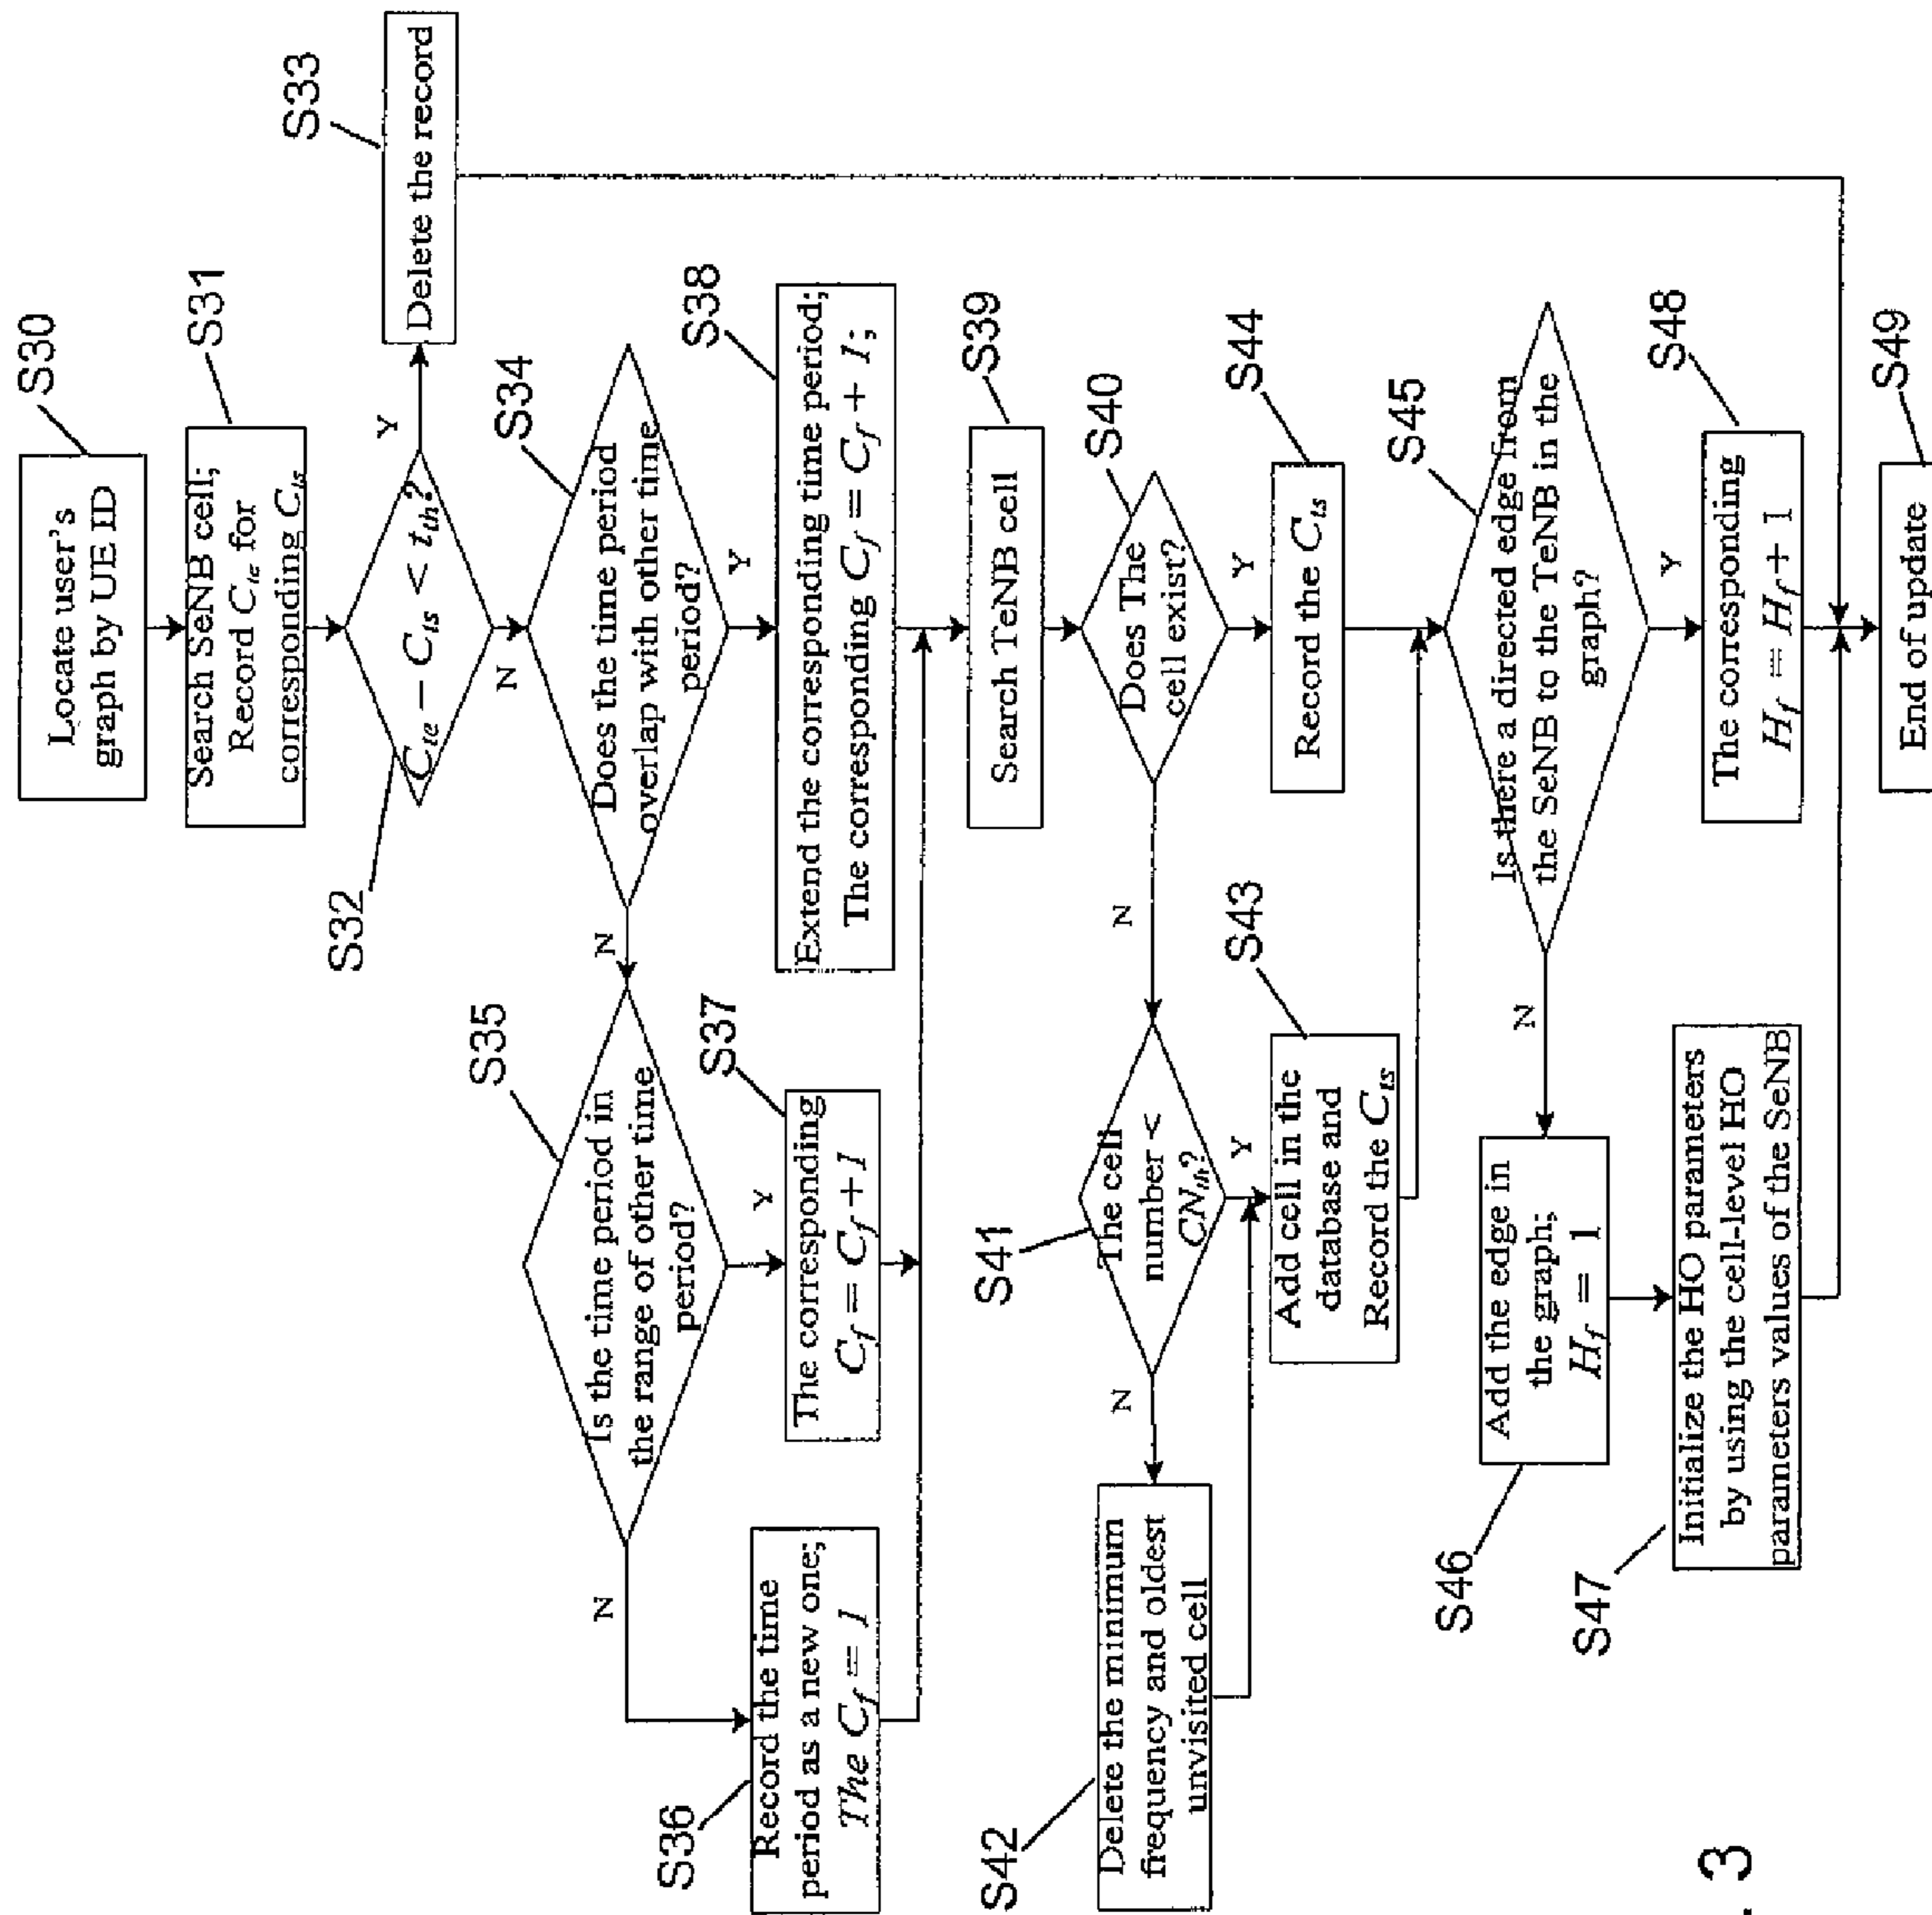 S30
Locate user's
graph by UE ID
S31
Search SeNB cell;
Record C_te for
corresponding C_ts
S32
C_te − C_ts < t_th?
Y
N
S33
Delete the record
S34
Does the time period
overlap with other time
period?
N
Y
S35
Is the time period in
the range of other time
period?
N
Y
S36
Record the time
period as a new one;
The C_f = 1
S37
The corresponding
C_f = C_f + 1
S38
Extend the corresponding time period;
The corresponding C_f = C_f + 1;
S39
Search TeNB cell
S40
Does The
cell exist?
N
Y
S41
The cell
number <
CN_th?
N
Y
S42
Delete the minimum
frequency and oldest
unvisited cell
S43
Add cell in the
database and
Record the C_ts
S44
Record the C_ts
S45
Is there a directed edge from
the SeNB to the TeNB in the
graph?
N
Y
S46
Add the edge in
the graph;
H_f = 1
S47
Initialize the HO parameters
by using the cell-level HO
parameters values of the SeNB
S48
The corresponding
H_f = H_f + 1
S49
End of update
. 3